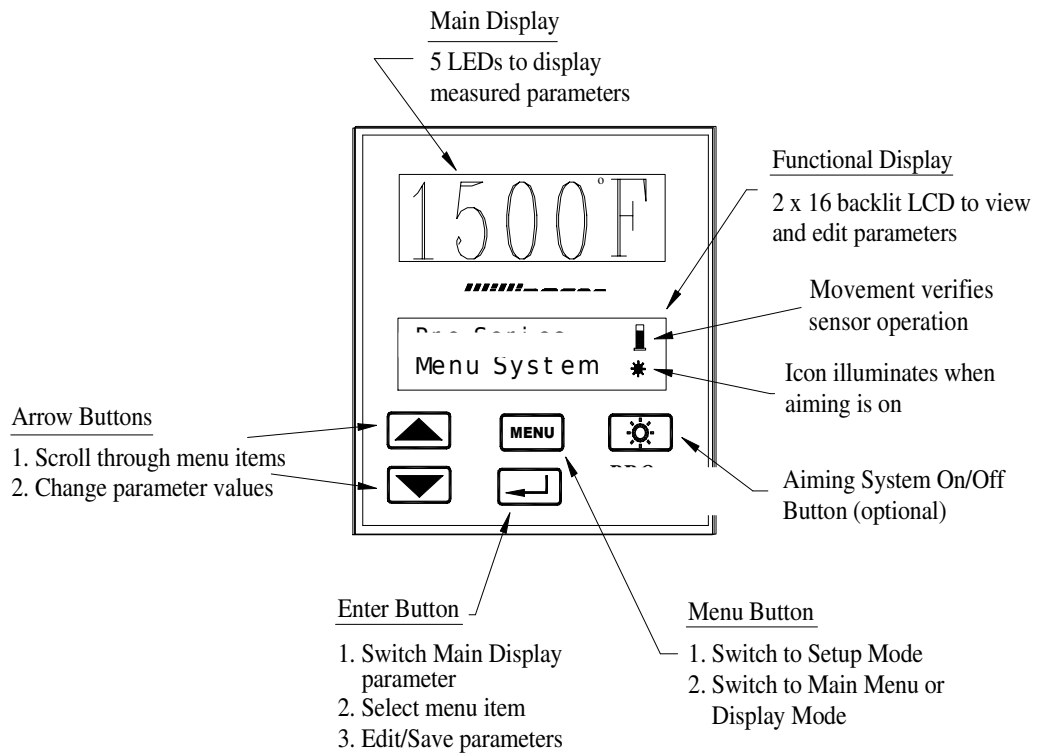 Main Display
5 LEDs to display
measured parameters
1500°F
Functional Display
2 x 16 backlit LCD to view
and edit parameters
Movement verifies
sensor operation
Menu System
Icon illuminates when
aiming is on
Arrow Buttons
1. Scroll through menu items
2. Change parameter values
MENU
Aiming System On/Off
Button (optional)
Enter Button
1. Switch Main Display
parameter
2. Select menu item
3. Edit/Save parameters
Menu Button
1. Switch to Setup Mode
2. Switch to Main Menu or
Display Mode